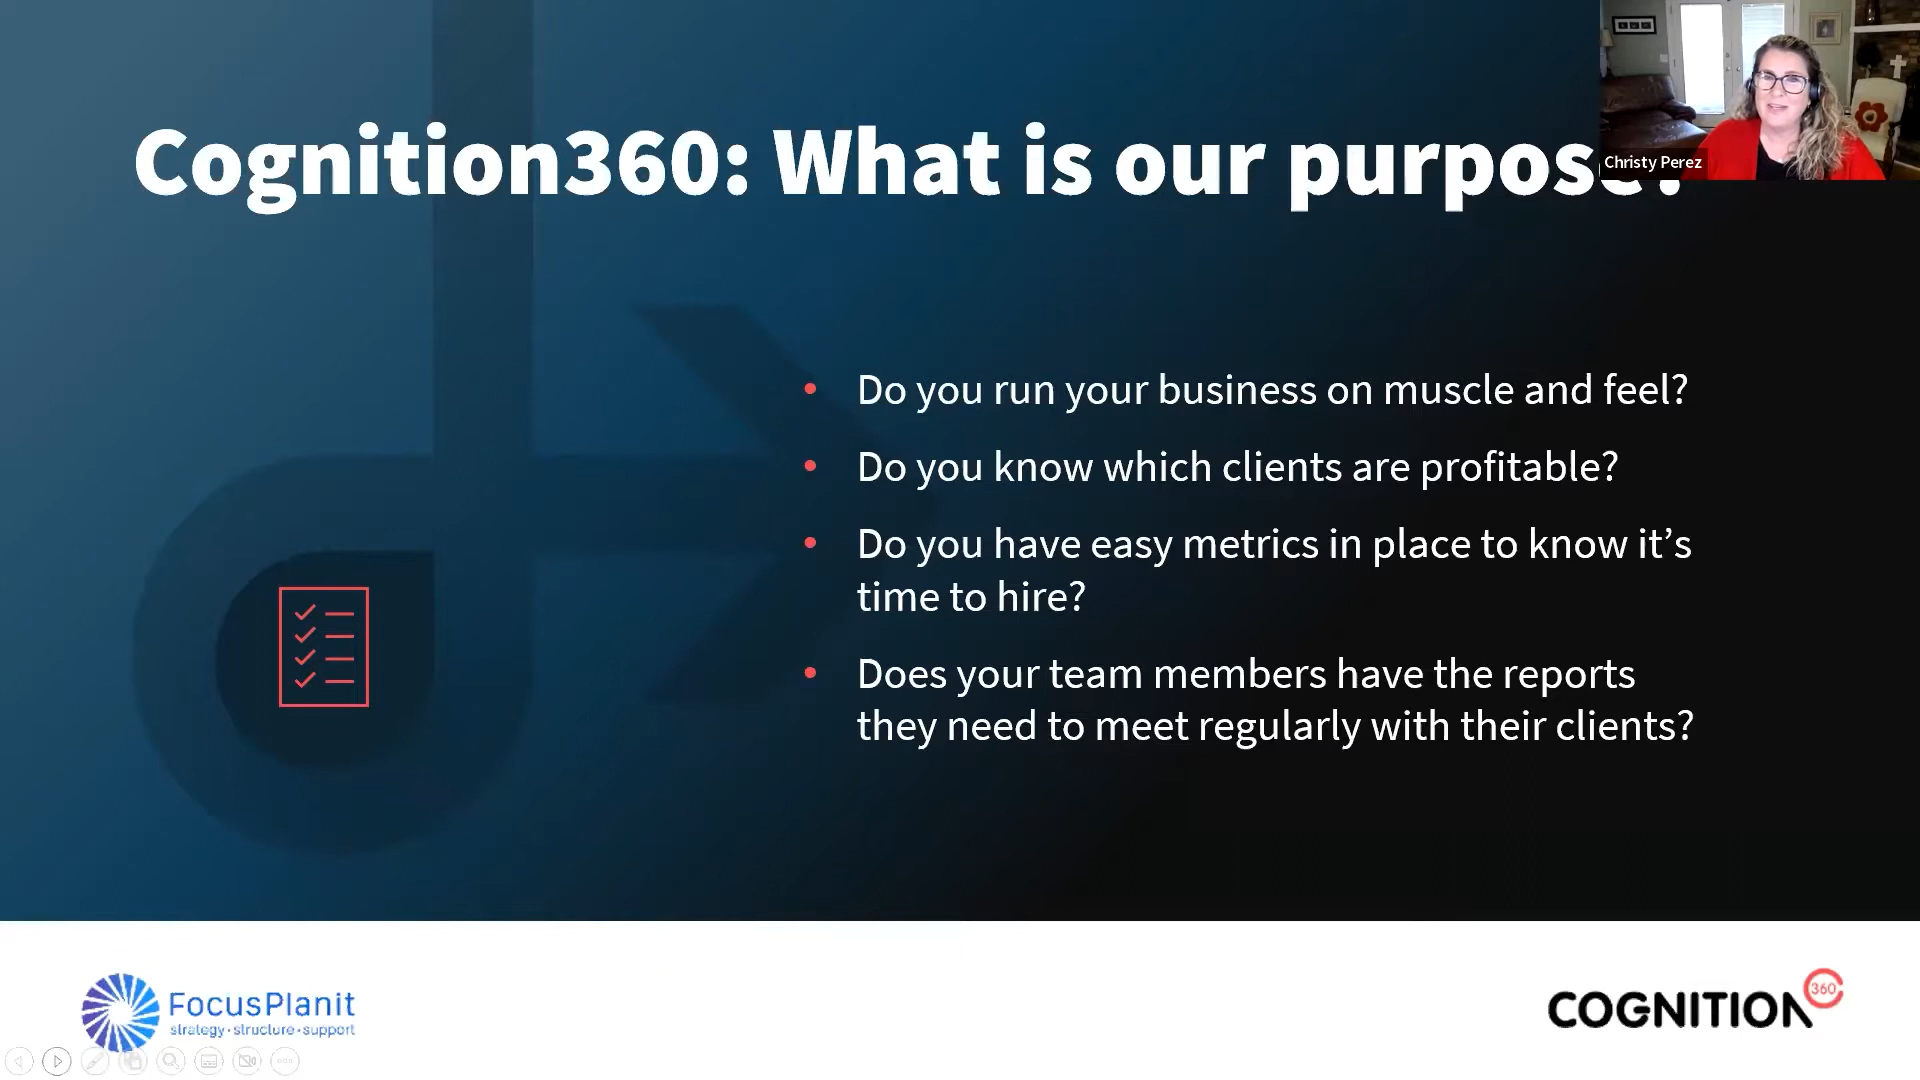 Cognition360: What is our purpose?
Christy Perez
• Do you run your business on muscle and feel?
• Do you know which clients are profitable?
• Do you have easy metrics in place to know it’s
time to hire?
• Does your team members have the reports
they need to meet regularly with their clients?
FocusPlanit
strategy·structure·support
COGNITION
360